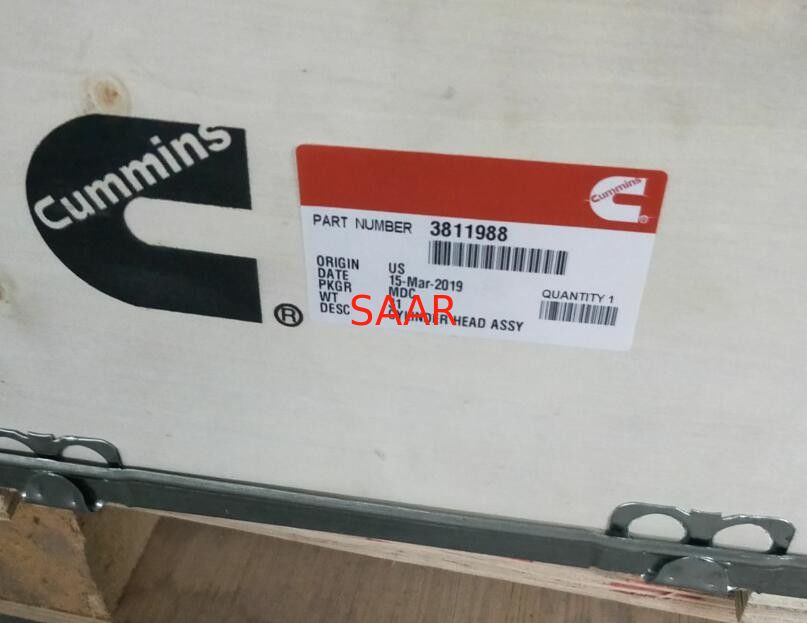 Cummins
®
Cummins
®
PART NUMBER 3811988
ORIGIN US
DATE 15-Mar-2019
PKGR MDC
WT
DESC CYLINDER HEAD ASSY
QUANTITY 1
SAAR